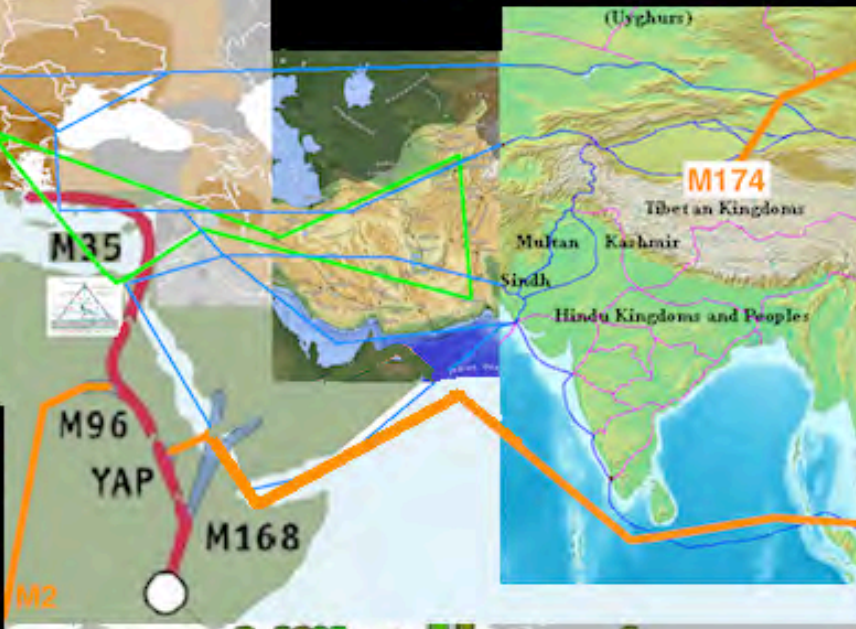 (Uyghurs)
M174
Tibetan Kingdoms
M35
Multan
Kashmir
Sindh
Hindu Kingdoms and Peoples
M96
YAP
M168
M2